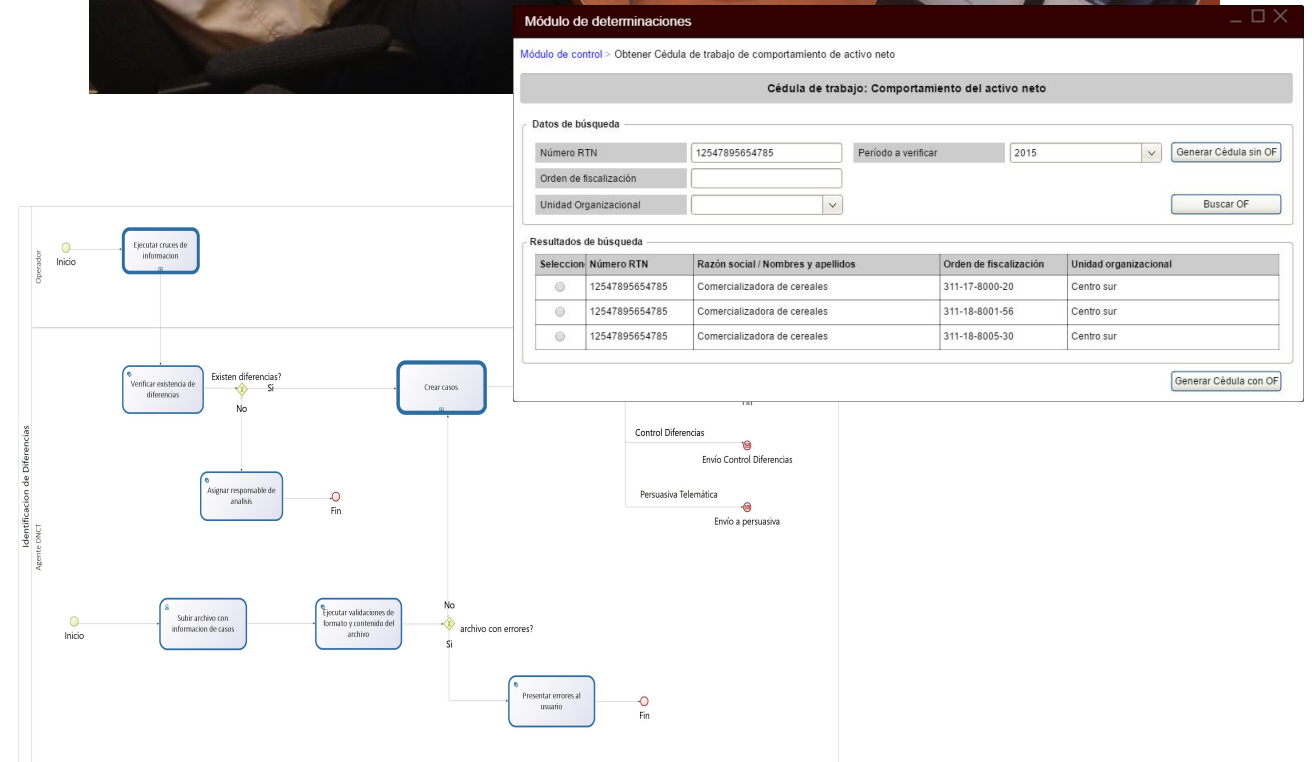 Módulo de determinaciones
Módulo de control > Obtener Cédula de trabajo de comportamiento de activo neto
Cédula de trabajo: Comportamiento del activo neto
Datos de búsqueda
Número RTN 12547895654785 Período a verificar 2015 Generar Cédula sin OF
Orden de fiscalización
Unidad Organizacional Buscar OF
Resultados de búsqueda
Seleccion Número RTN Razón social / Nombres y apellidos Orden de fiscalización Unidad organizacional
12547895654785 Comercializadora de cereales 311-17-8000-20 Centro sur
12547895654785 Comercializadora de cereales 311-18-8001-56 Centro sur
12547895654785 Comercializadora de cereales 311-18-8005-30 Centro sur
Generar Cédula con OF
Identificacion de Diferencias
Operador
Inicio
Ejecutar cruces de
informacion
Agente DNCT
Verificar existencia de
diferencias
Existen diferencias?
Si
No
Crear casos
Asignar responsable de
analisis
Fin
Fin
Control Diferencias
Envío Control Diferencias
Persuasiva Telemática
Envío a persuasiva
Inicio
Subir archivo con
informacion de casos
Ejecutar validaciones de
formato y contenido del
archivo
No
archivo con errores?
Si
Presentar errores al
usuario
Fin